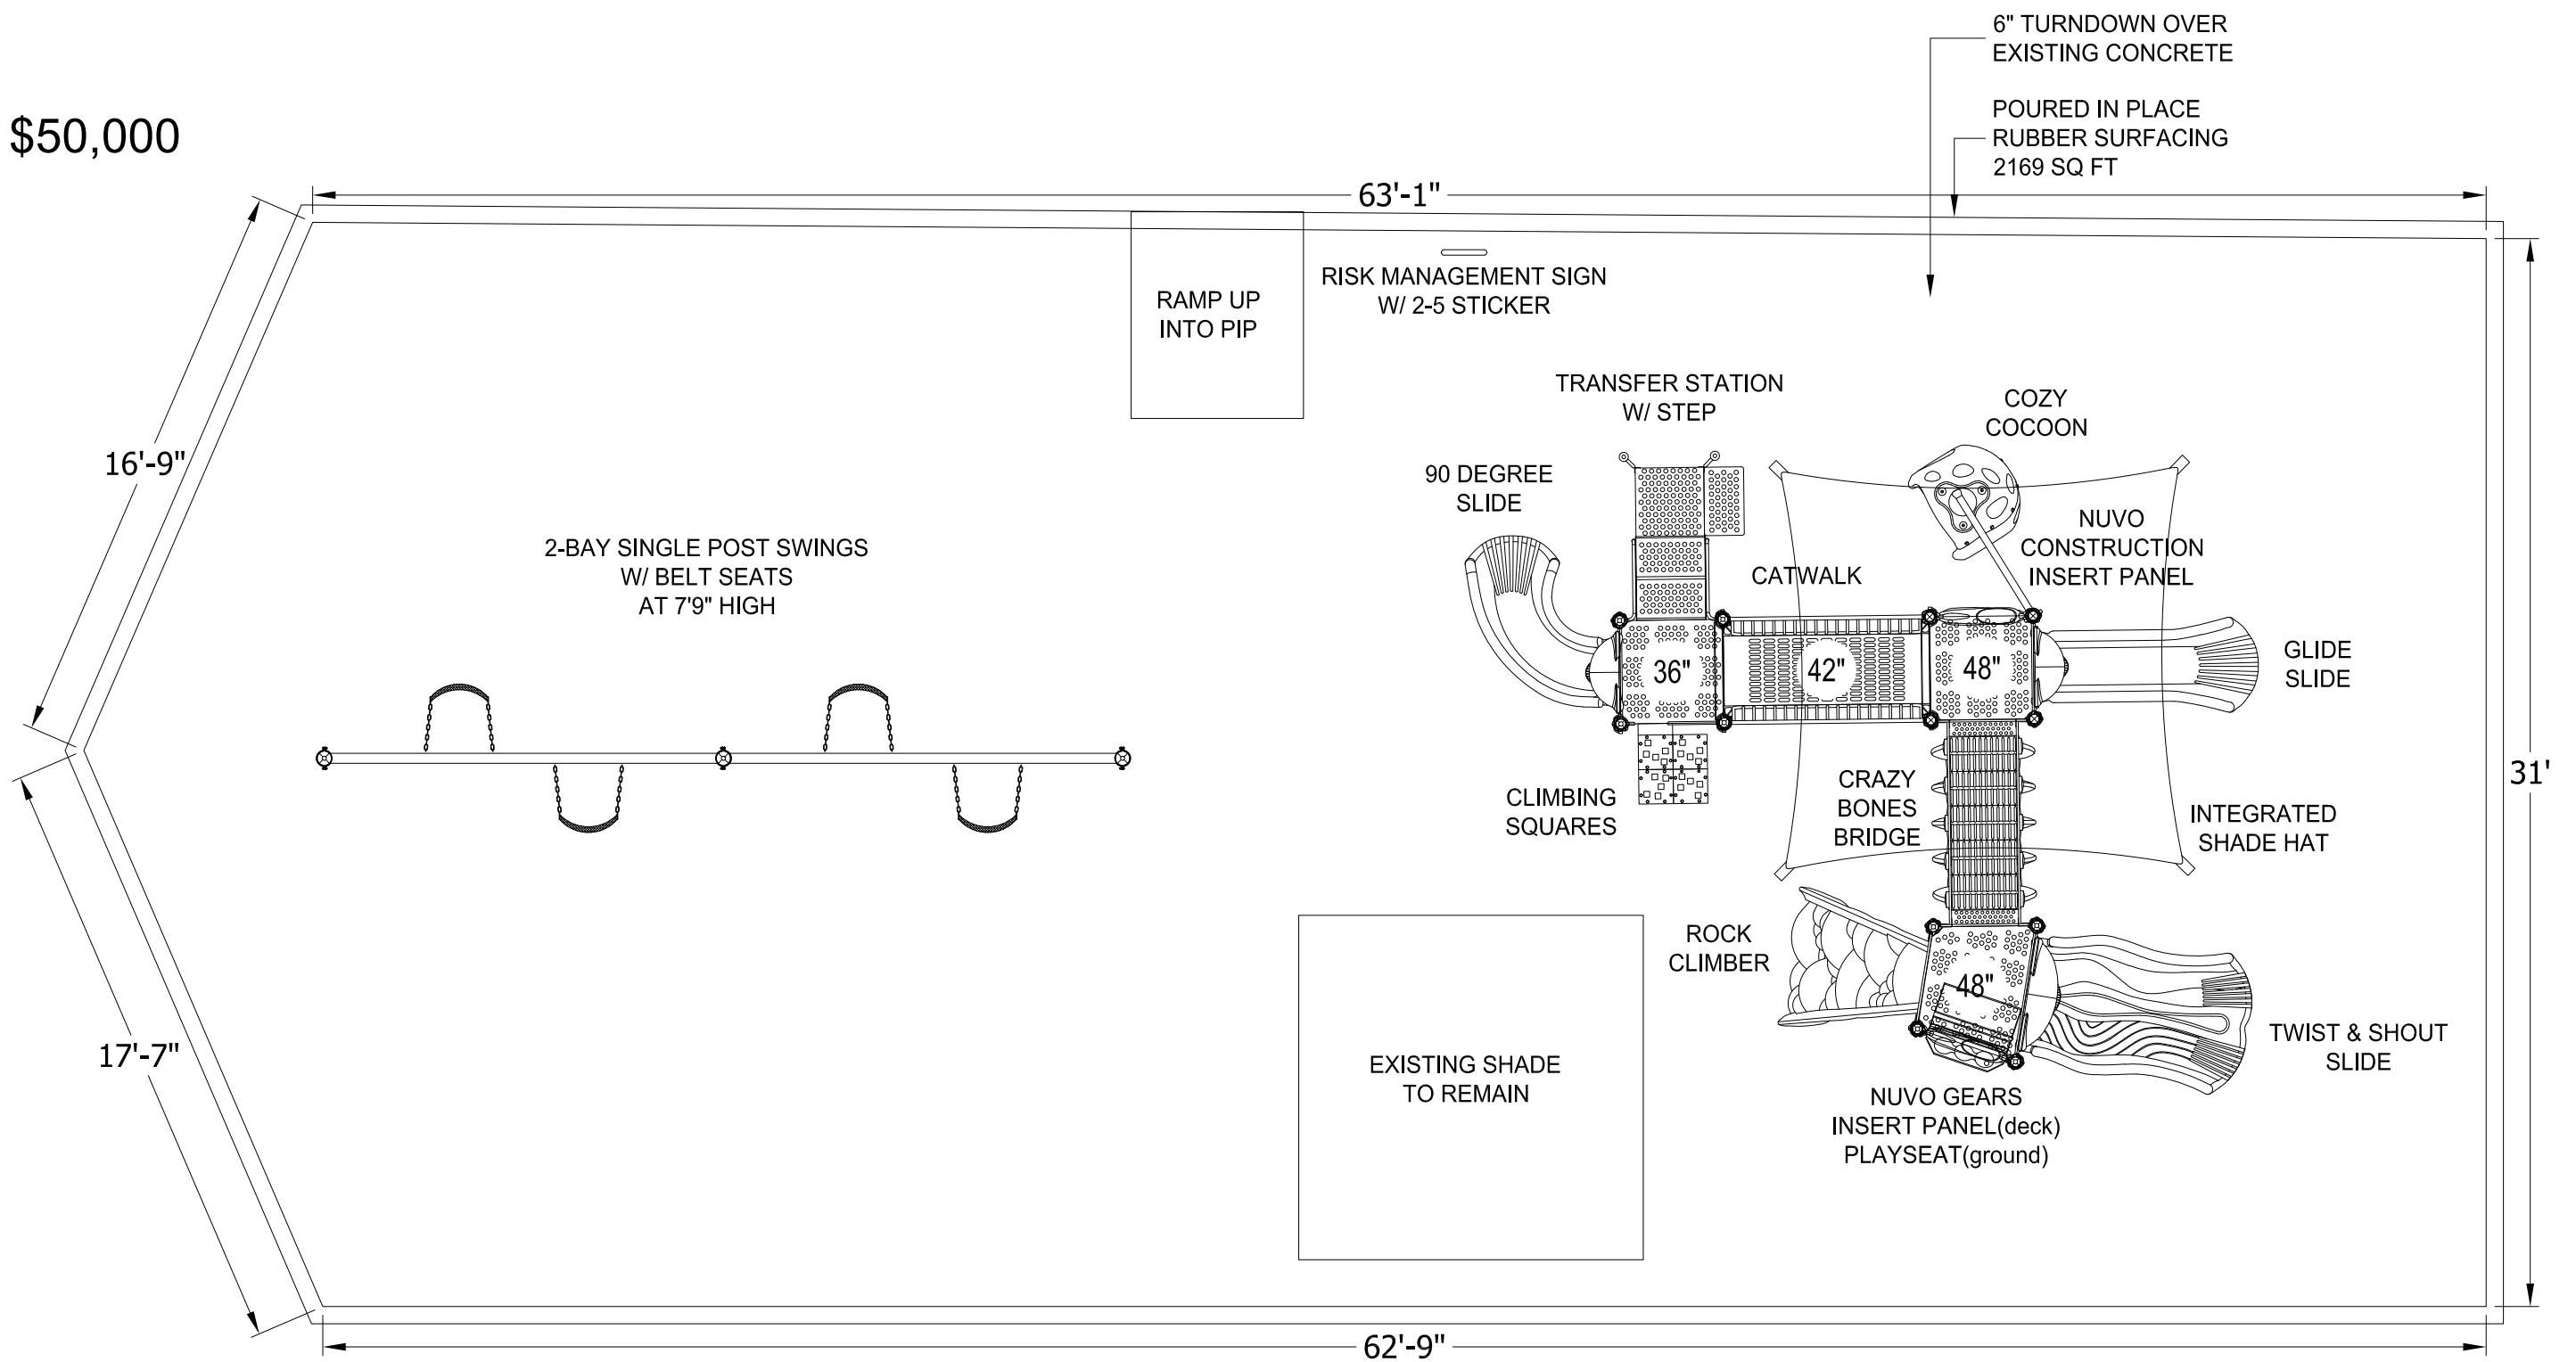 6" TURNDOWN OVER
EXISTING CONCRETE
POURED IN PLACE
RUBBER SURFACING
2169 SQ FT
$50,000
63'-1"
RAMP UP
INTO PIP
RISK MANAGEMENT SIGN
W/ 2-5 STICKER
TRANSFER STATION
W/ STEP
COZY
COCOON
16'-9"
90 DEGREE
SLIDE
NUVO
CONSTRUCTION
INSERT PANEL
2-BAY SINGLE POST SWINGS
W/ BELT SEATS
AT 7'9" HIGH
CATWALK
36"
42"
48"
GLIDE
SLIDE
31'
CLIMBING
SQUARES
CRAZY
BONES
BRIDGE
INTEGRATED
SHADE HAT
ROCK
CLIMBER
48"
17'-7"
EXISTING SHADE
TO REMAIN
TWIST & SHOUT
SLIDE
NUVO GEARS
INSERT PANEL(deck)
PLAYSEAT(ground)
62'-9"